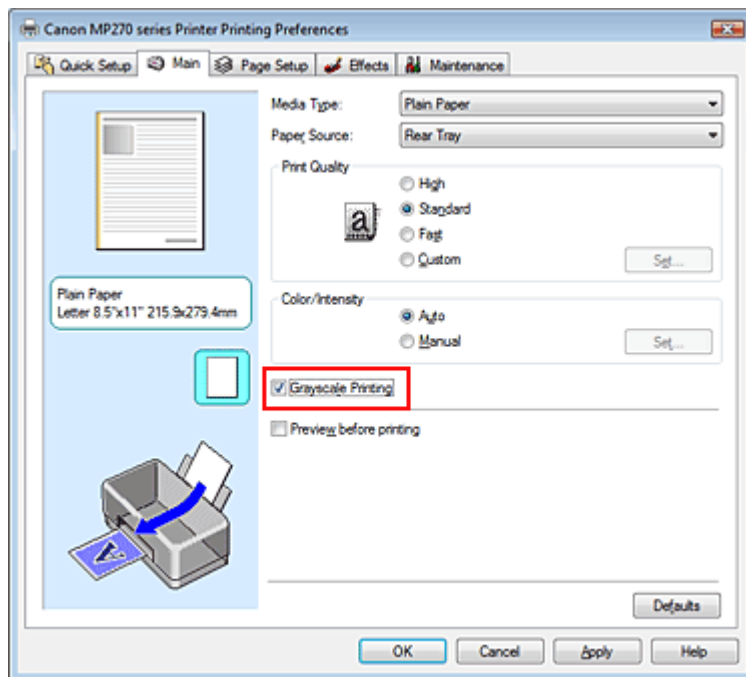 Canon MP270 series Printer Printing Preferences
Quick Setup Main Page Setup Effects Maintenance
Media Type: Plain Paper
Paper Source: Rear Tray
Print Quality
High
a Standard
Fast
Custom Set...
Plain Paper
Letter 8.5"x11" 215.9x279.4mm
Color/Intensity
Auto
Manual Set...
Grayscale Printing
Preview before printing
A
Defaults
OK Cancel Apply Help